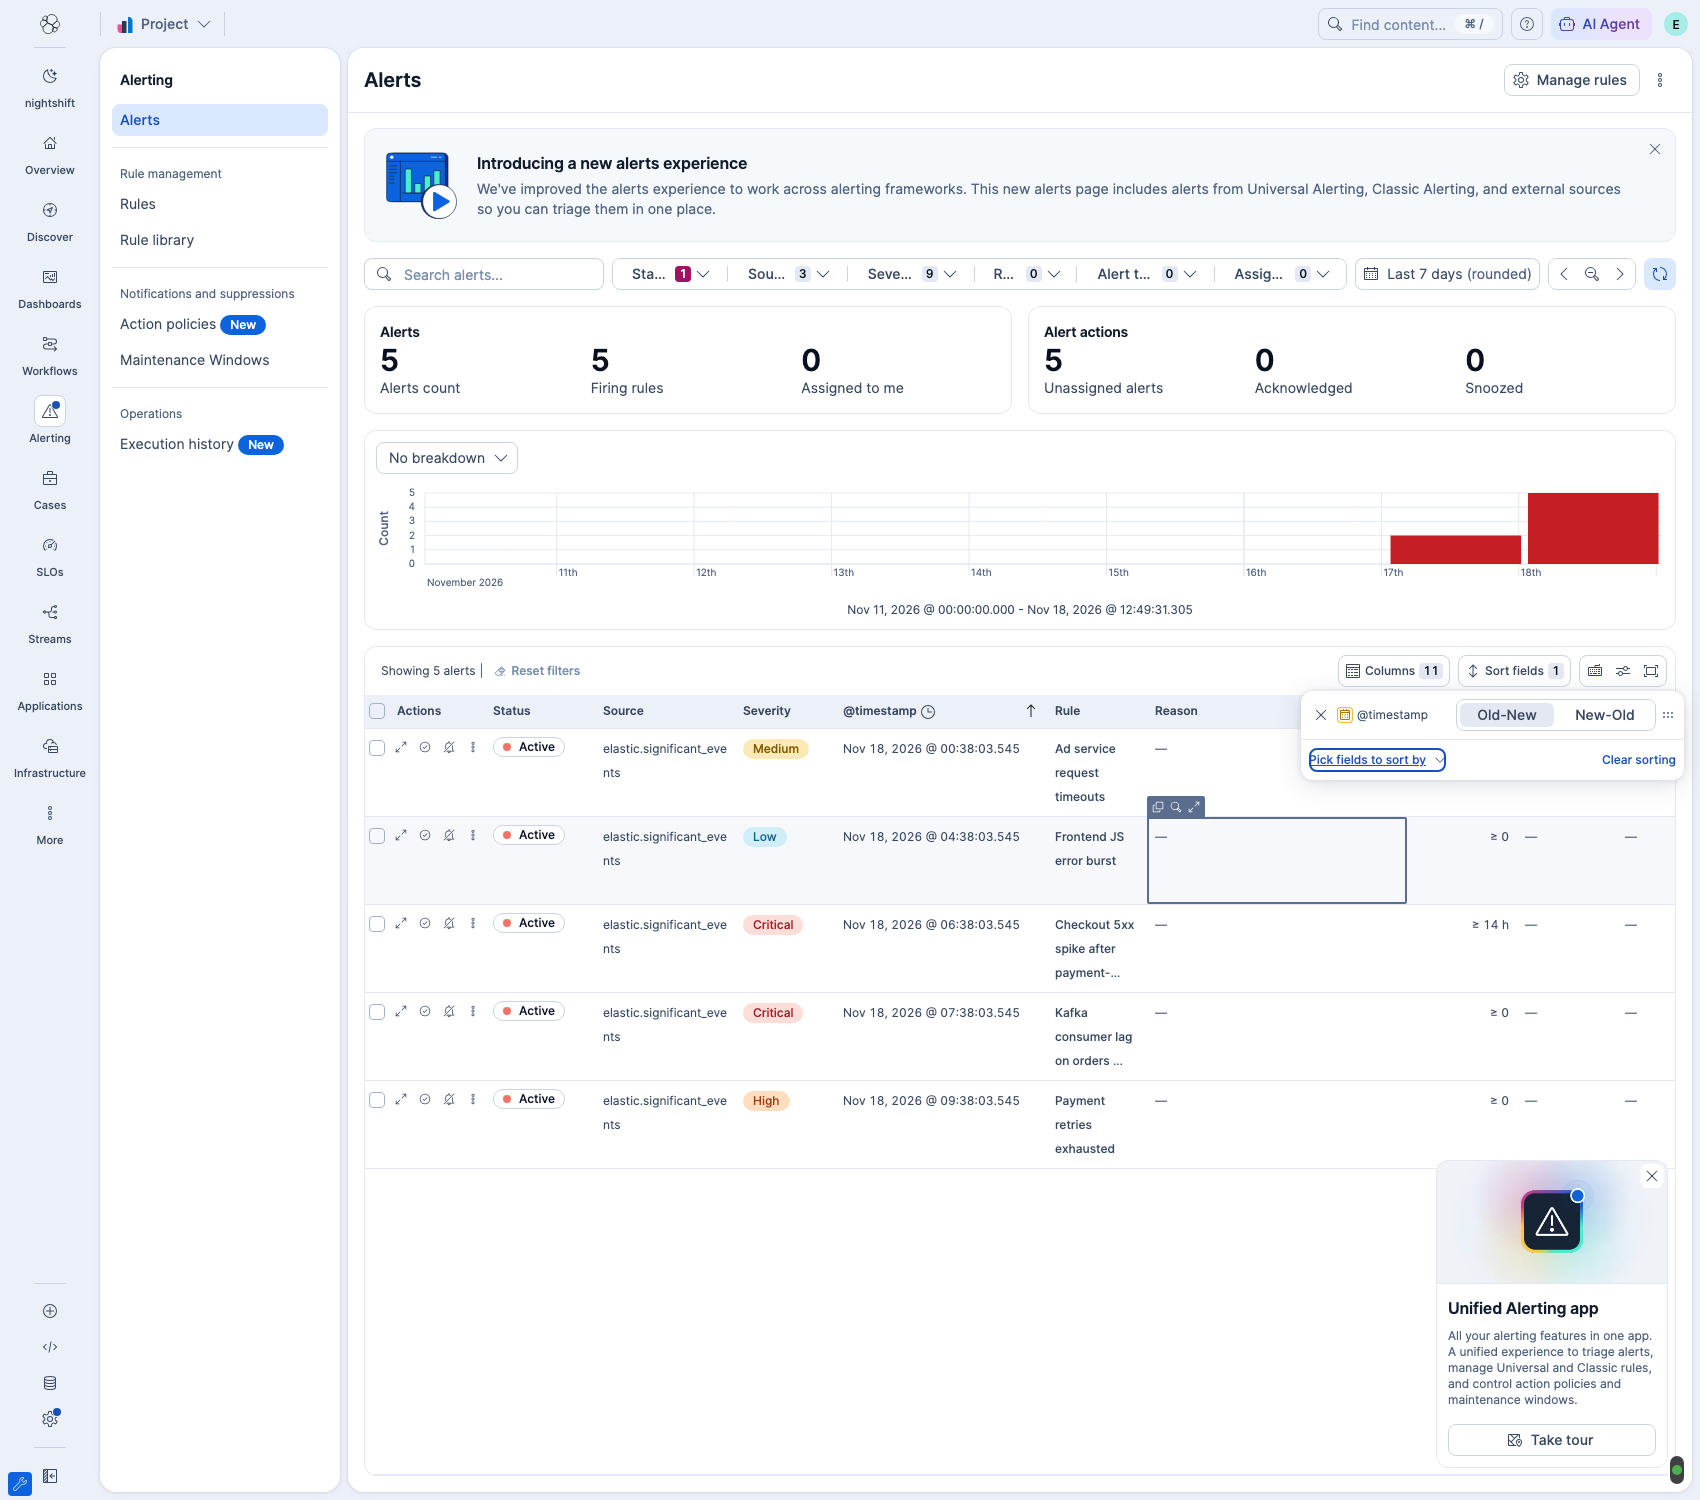 Project
Find content...
⌘ /
AI Agent
E
nightshift
Overview
Discover
Dashboards
Workflows
Alerting
Cases
SLOs
Streams
Applications
Infrastructure
More
Alerting
Alerts
Rule management
Rules
Rule library
Notifications and suppressions
Action policies New
Maintenance Windows
Operations
Execution history New
Alerts
Manage rules
Introducing a new alerts experience
We've improved the alerts experience to work across alerting frameworks. This new alerts page includes alerts from Universal Alerting, Classic Alerting, and external sources
so you can triage them in one place.
Search alerts...
Sta... 1
Sou... 3
Seve... 9
R... 0
Alert t... 0
Assig... 0
Last 7 days (rounded)
Alerts
5 5 0
Alerts count Firing rules Assigned to me
Alert actions
5 0 0
Unassigned alerts Acknowledged Snoozed
No breakdown
Count
5
4
3
2
1
0
11th 12th 13th 14th 15th 16th 17th 18th
November 2026
Nov 11, 2026 @ 00:00:00.000 - Nov 18, 2026 @ 12:49:31.305
Showing 5 alerts
Reset filters
Columns 11
Sort fields 1
Actions Status Source Severity @timestamp Rule Reason
@timestamp Old-New New-Old
Pick fields to sort by
Clear sorting
Active elastic.significant_eve Medium Nov 18, 2026 @ 00:38:03.545 Ad service —
nts request
timeouts
Active elastic.significant_eve Low Nov 18, 2026 @ 04:38:03.545 Frontend JS — ≥ 0 — —
nts error burst
Active elastic.significant_eve Critical Nov 18, 2026 @ 06:38:03.545 Checkout 5xx — ≥ 14 h — —
nts spike after
payment-...
Active elastic.significant_eve Critical Nov 18, 2026 @ 07:38:03.545 Kafka — ≥ 0 — —
nts consumer lag
on orders ...
Active elastic.significant_eve High Nov 18, 2026 @ 09:38:03.545 Payment — ≥ 0 — —
nts retries
exhausted
Unified Alerting app
All your alerting features in one app.
A unified experience to triage alerts,
manage Universal and Classic rules,
and control action policies and
maintenance windows.
Take tour